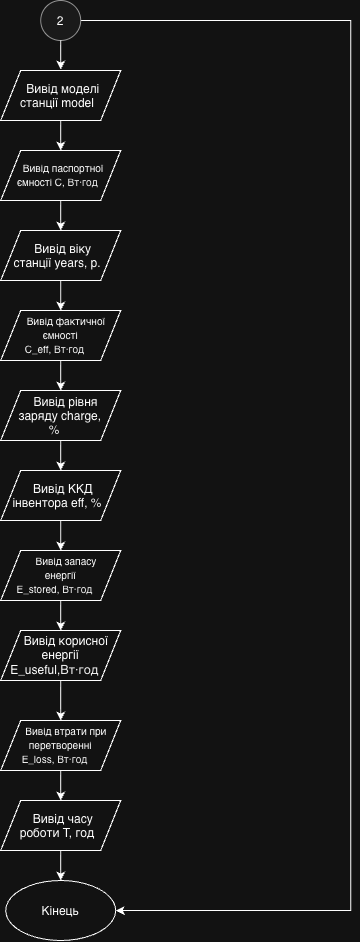 2
Вивід моделі
станції model
Вивід паспортної
ємності C, Вт·год
Вивід віку
станції years, р.
Вивід фактичної
ємності
C_eff, Вт·год
Вивід рівня
заряду charge,
%
Вивід ККД
інвентора eff, %
Вивід запасу
енергії
E_stored, Вт·год
Вивід корисної
енергії
E_useful,Вт·год
Вивід втрати при
перетворенні
E_loss, Вт·год
Вивід часу
роботи T, год
Кінець